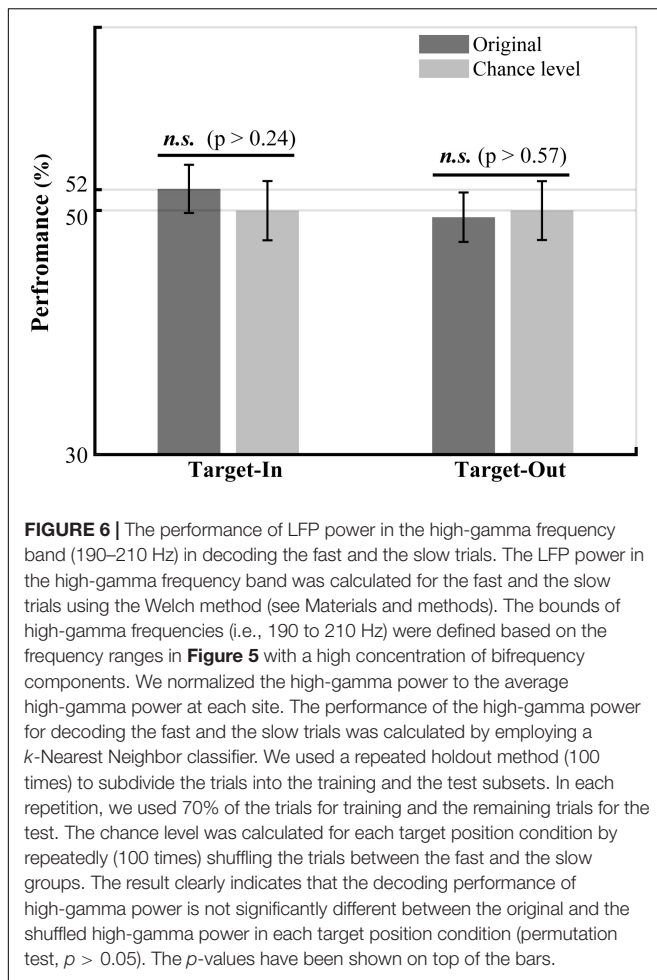 Original
Chance level
n.s. (p > 0.24)
n.s. (p > 0.57)
52
50
30
Perfromance (%)
Target-In
Target-Out
FIGURE 6 | The performance of LFP power in the high-gamma frequency
band (190–210 Hz) in decoding the fast and the slow trials. The LFP power in
the high-gamma frequency band was calculated for the fast and the slow
trials using the Welch method (see Materials and methods). The bounds of
high-gamma frequencies (i.e., 190 to 210 Hz) were defined based on the
frequency ranges in Figure 5 with a high concentration of bifrequency
components. We normalized the high-gamma power to the average
high-gamma power at each site. The performance of the high-gamma power
for decoding the fast and the slow trials was calculated by employing a
k-Nearest Neighbor classifier. We used a repeated holdout method (100
times) to subdivide the trials into the training and the test subsets. In each
repetition, we used 70% of the trials for training and the remaining trials for the
test. The chance level was calculated for each target position condition by
repeatedly (100 times) shuffling the trials between the fast and the slow
groups. The result clearly indicates that the decoding performance of
high-gamma power is not significantly different between the original and the
shuffled high-gamma power in each target position condition (permutation
test, p > 0.05). The p-values have been shown on top of the bars.